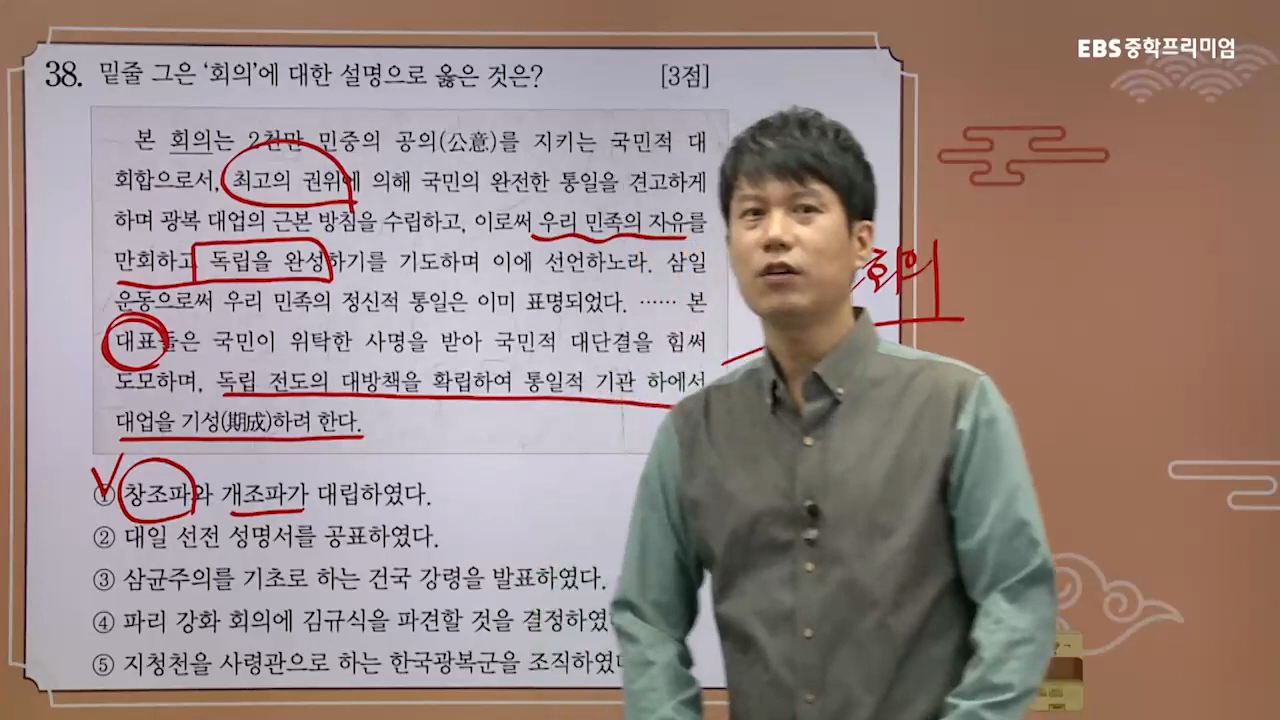 EBS 중학프리미엄
38. 밑줄 그은 '회의'에 대한 설명으로 옳은 것은? [3점]
본 회의는 2천만 민중의 공의(公意)를 지키는 국민적 대
회합으로서, 최고의 권위에 의해 국민의 완전한 통일을 견고하게
하며 광복 대업의 근본 방침을 수립하고, 이로써 우리 민족의 자유를
만회하고 독립을 완성하기를 기도하며 이에 선언하노라. 삼일
운동으로써 우리 민족의 정신적 통일은 이미 표명되었다. …… 본
대표들은 국민이 위탁한 사명을 받아 국민적 대단결을 힘써
도모하며, 독립 전도의 대방책을 확립하여 통일적 기관 하에서
대업을 기성(期成)하려 한다.
회의
① 창조파와 개조파가 대립하였다.
② 대일 선전 성명서를 공표하였다.
③ 삼균주의를 기초로 하는 건국 강령을 발표하였다.
④ 파리 강화 회의에 김규식을 파견할 것을 결정하였
⑤ 지청천을 사령관으로 하는 한국광복군을 조직하였